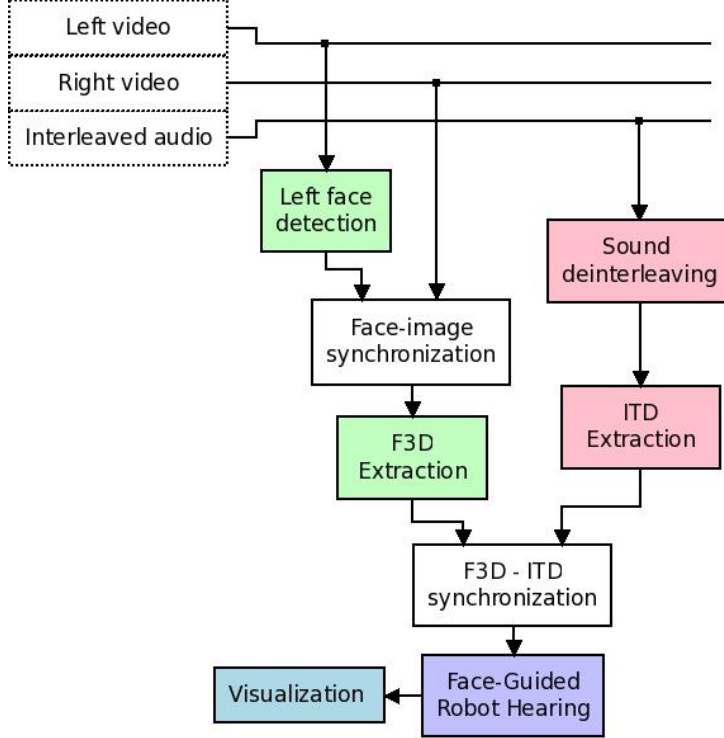 Left video
Right video
Interleaved audio
Left face
detection
Sound
deinterleaving
Face-image
synchronization
ITD
Extraction
F3D
Extraction
F3D - ITD
synchronization
Face-Guided
Robot Hearing
Visualization